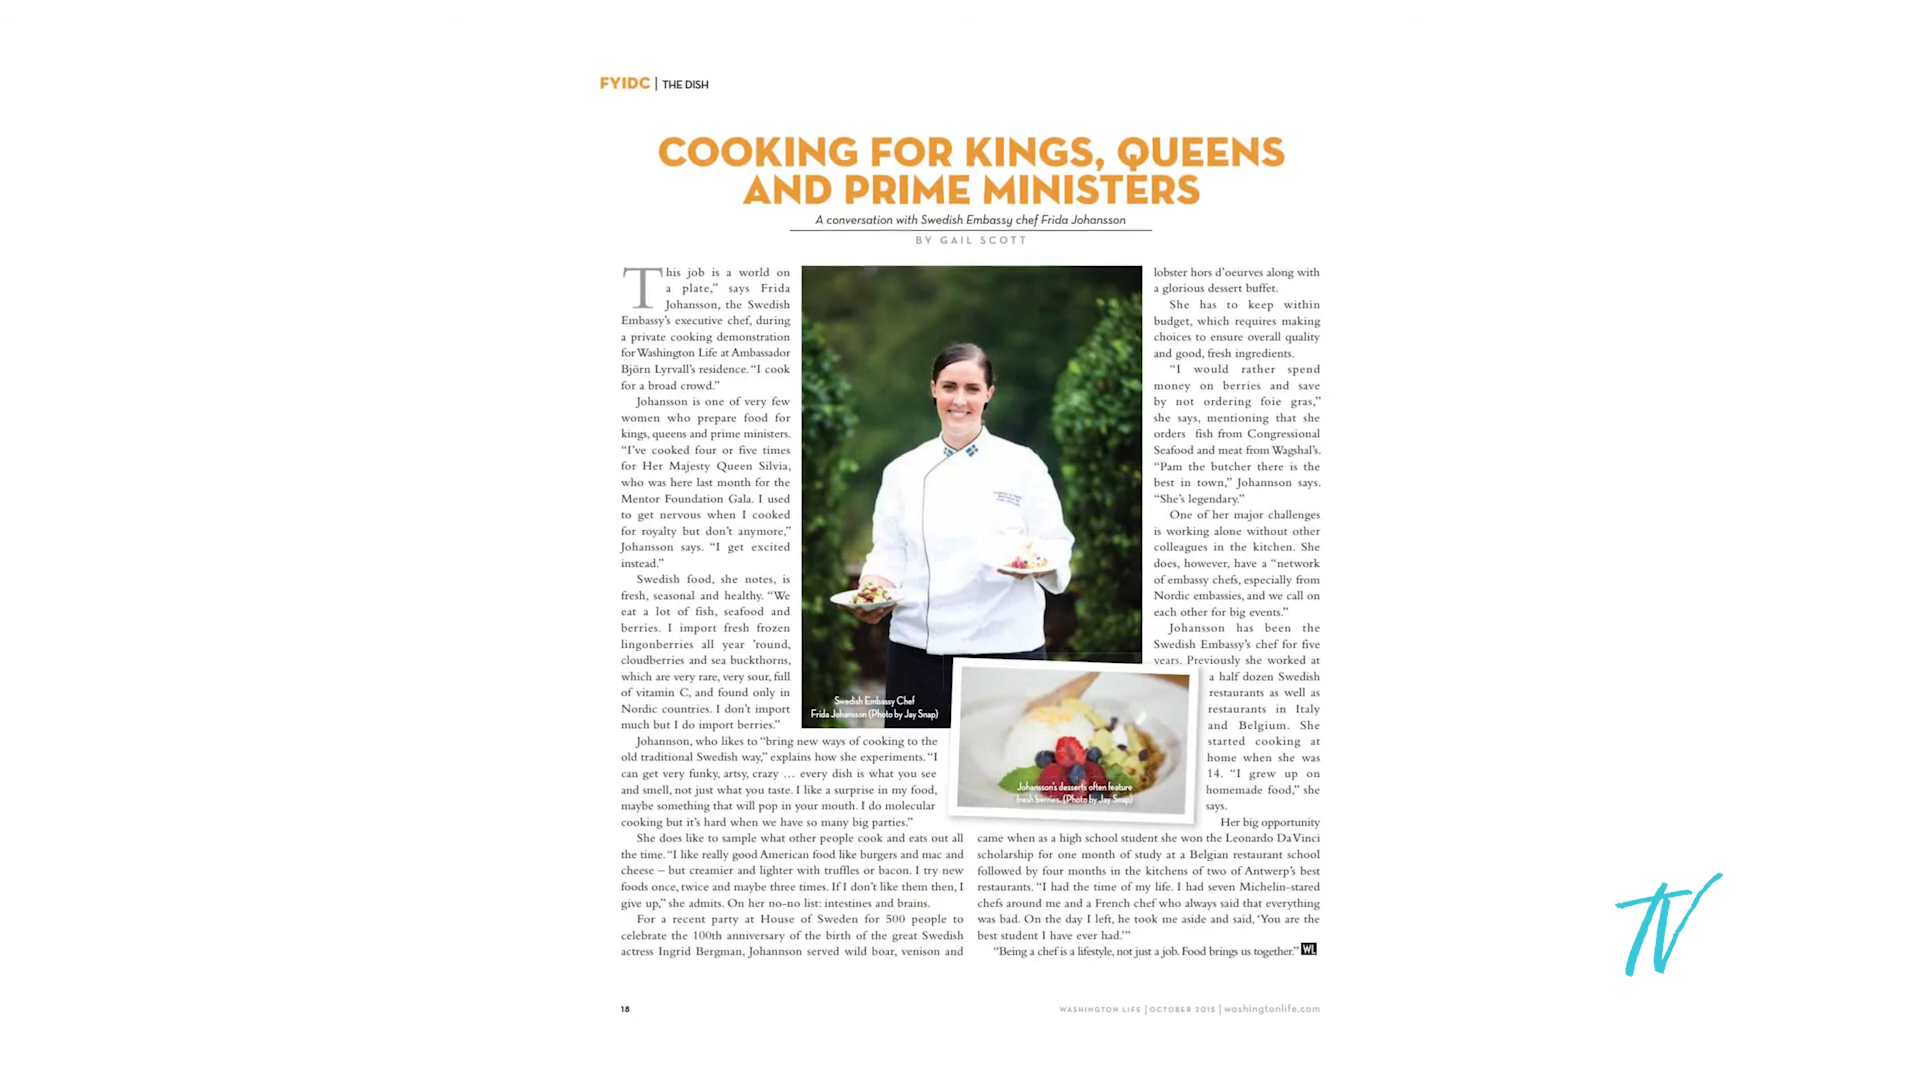 FYIDC | THE DISH
COOKING FOR KINGS, QUEENS
AND PRIME MINISTERS
A conversation with Swedish Embassy chef Frida Johansson
BY GAIL SCOTT
This job is a world on
a plate,” says Frida
Johansson, the Swedish
Embassy’s executive chef, during
a private cooking demonstration
for Washington Life at Ambassador
Björn Lyrvall’s residence. “I cook
for a broad crowd.”
Johansson is one of very few
women who prepare food for
kings, queens and prime ministers.
“I’ve cooked four or five times
for Her Majesty Queen Silvia,
who was here last month for the
Mentor Foundation Gala. I used
to get nervous when I cooked
for royalty but don’t anymore,”
Johansson says. “I get excited
instead.”
Swedish food, she notes, is
fresh, seasonal and healthy. “We
eat a lot of fish, seafood and
berries. I import fresh frozen
lingonberries all year ’round,
cloudberries and sea buckthorns,
which are very rare, very sour, full
of vitamin C, and found only in
Nordic countries. I don’t import
much but I do import berries.”
Johannson, who likes to “bring new ways of cooking to the
old traditional Swedish way,” explains how she experiments. “I
can get very funky, artsy, crazy … every dish is what you see
and smell, not just what you taste. I like a surprise in my food,
maybe something that will pop in your mouth. I do molecular
cooking but it’s hard when we have so many big parties.”
She does like to sample what other people cook and eats out all
the time. “I like really good American food like burgers and mac and
cheese – but creamier and lighter with truffles or bacon. I try new
foods once, twice and maybe three times. If I don’t like them then, I
give up,” she admits. On her no-no list: intestines and brains.
For a recent party at House of Sweden for 500 people to
celebrate the 100th anniversary of the birth of the great Swedish
actress Ingrid Bergman, Johannson served wild boar, venison and
Swedish Embassy Chef
Frida Johansson (Photo by Jay Snap)
lobster hors d’oeurves along with
a glorious dessert buffet.
She has to keep within
budget, which requires making
choices to ensure overall quality
and good, fresh ingredients.
“I would rather spend
money on berries and save
by not ordering foie gras,”
she says, mentioning that she
orders fish from Congressional
Seafood and meat from Wagshal’s.
“Pam the butcher there is the
best in town,” Johannson says.
“She’s legendary.”
One of her major challenges
is working alone without other
colleagues in the kitchen. She
does, however, have a “network
of embassy chefs, especially from
Nordic embassies, and we call on
each other for big events.”
Johansson has been the
Swedish Embassy’s chef for five
years. Previously she worked at
a half dozen Swedish
restaurants as well as
restaurants in Italy
and Belgium. She
started cooking at
home when she was
14. “I grew up on
homemade food,” she
says.
Her big opportunity
came when as a high school student she won the Leonardo Da Vinci
scholarship for one month of study at a Belgian restaurant school
followed by four months in the kitchens of two of Antwerp’s best
restaurants. “I had the time of my life. I had seven Michelin-stared
chefs around me and a French chef who always said that everything
was bad. On the day I left, he took me aside and said, ‘You are the
best student I have ever had.’”
“Being a chef is a lifestyle, not just a job. Food brings us together.” WL
Johansson’s desserts often feature
fresh berries. (Photo by Jay Snap)
18
WASHINGTON LIFE | OCTOBER 2015 | washingtonlife.com
TV